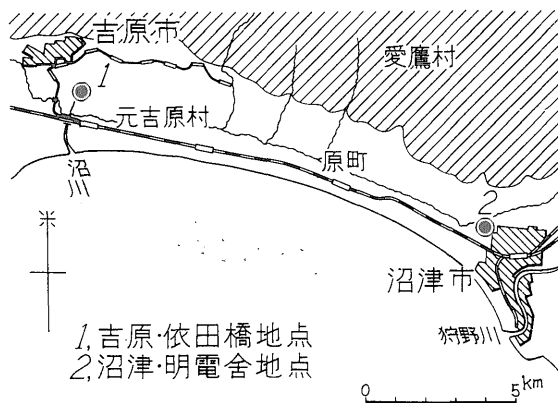 吉原市
愛鷹村
1
元吉原村
原町
沼川
2
沼津市
狩野川
1, 吉原・依田橋地点
2, 沼津・明電舎地点
0 5km